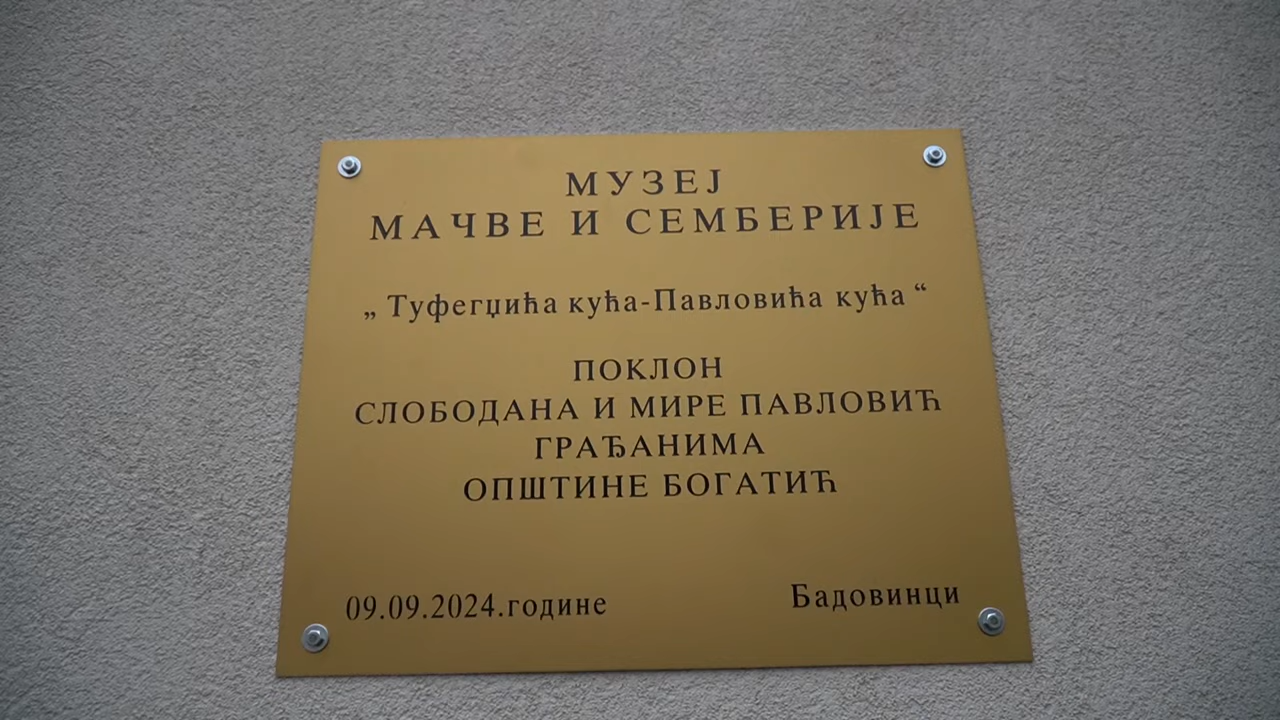 МУЗЕЈ
МАЧВЕ И СЕМБЕРИЈЕ
„ Туфегџића кућа-Павловића кућа “
ПОКЛОН
СЛОБОДАНА И МИРЕ ПАВЛОВИЋ
ГРАЂАНИМА
ОПШТИНЕ БОГАТИЋ
09.09.2024.године Бадовинци